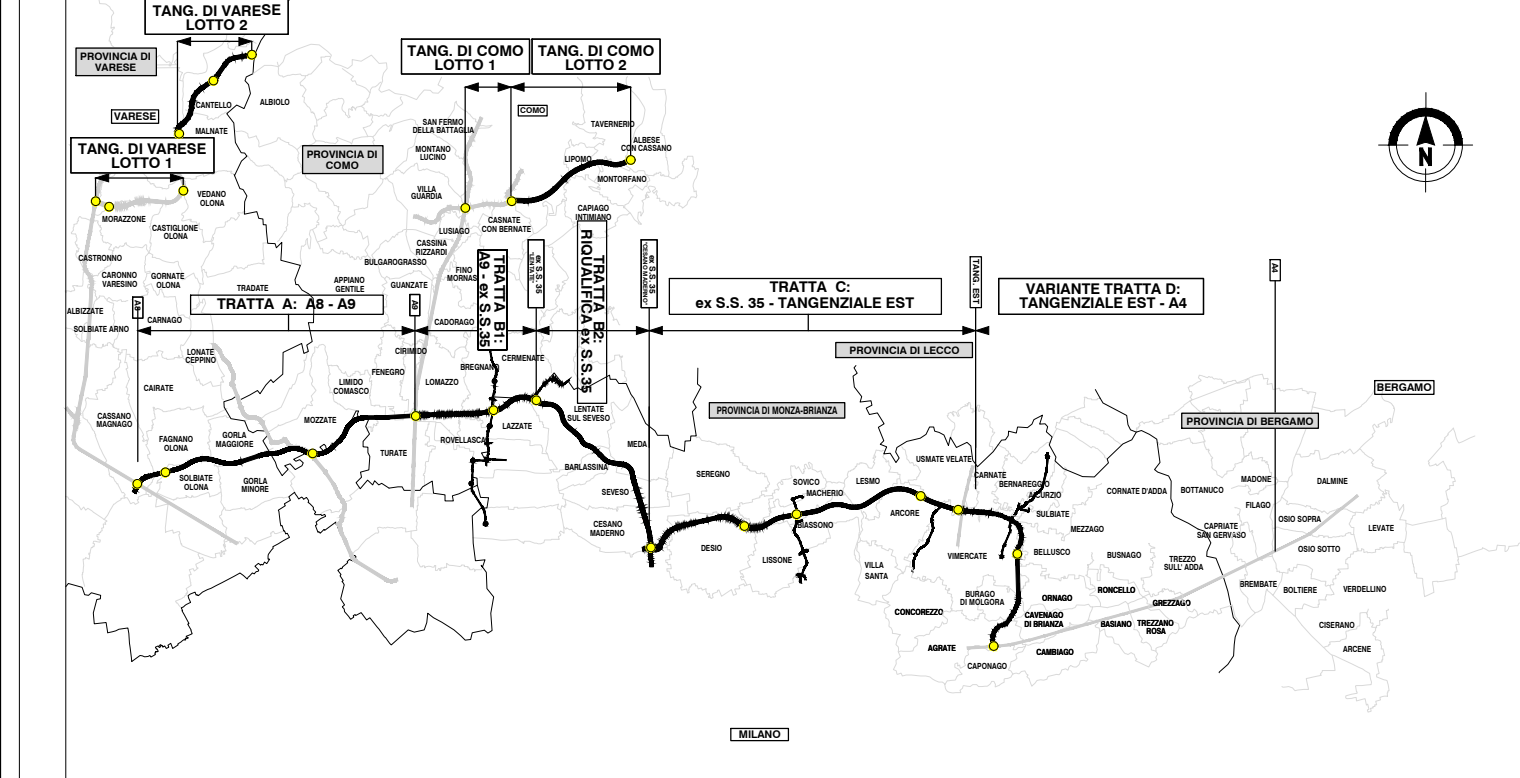 TANG. DI VARESE
LOTTO 2
TANG. DI COMO
LOTTO 1
TANG. DI COMO
LOTTO 2
PROVINCIA DI
VARESE
CANTELLO
ALBIOLO
VARESE
MALNATE
COMO
SAN FERMO
DELLA BATTAGLIA
TAVERNERIO
ALBESE
CON CASSANO
TANG. DI VARESE
LOTTO 1
PROVINCIA DI
COMO
MONTANO
LUCINO
LIPOMO
MONTORFANO
VEDANO
OLONA
VILLA
GUARDIA
MORAZZONE
CASTIGLIONE
OLONA
LUSIAGO
CASNATE
CON BERNATE
CAPIAGO
INTIMIANO
N
CASTRONNO
CASSINA
RIZZARDI
BULGAROGRASSO
CARONNO
VARESINO
GORNATE
OLONA
TRADATE
APPIANO
GENTILE
GUANZATE
FINO
MORNAS
TRATTA B1:
A9 - ex S.S.35
ex S.S. 35
"LENTATE"
TRATTA B2:
RIQUALIFICA ex S.S.35
ex S.S. 35
"CESANO MADERNO"
TRATTA C:
ex S.S. 35 - TANGENZIALE EST
TANG. EST
VARIANTE TRATTA D:
TANGENZIALE EST - A4
A4
ALBIZZATE
A8
TRATTA A: A8 - A9
A9
SOLBIATE ARNO
CARNAGO
CADORAGO
LONATE
CEPPINO
CIRIMIDO
CERMENATE
PROVINCIA DI LECCO
CAIRATE
LIMIDO
COMASCO
FENEGRO
LOMAZZO
BREGNANO
BERGAMO
CASSANO
MAGNAGO
MOZZATE
LAZZATE
LENTATE
SUL SEVESO
PROVINCIA DI MONZA-BRIANZA
PROVINCIA DI BERGAMO
FAGNANO
OLONA
GORLA
MAGGIORE
ROVELLASCA
TURATE
MEDA
SOLBIATE
OLONA
GORLA
MINORE
BARLASSINA
SEREGNO
USMATE VELATE
CARNATE
BERNAREGGIO
SEVESO
SOVICO
MACHERIO
LESMO
AICURZIO
CORNATE D'ADDA
BOTTANUCO
MADONE
DALMINE
CESANO
MADERNO
BIASSONO
ARCORE
SULBIATE
MEZZAGO
CAPRIATE
SAN GERVASO
FILAGO
OSIO SOPRA
LEVATE
DESIO
LISSONE
VILLA
SANTA
VIMERCATE
BELLUSCO
BUSNAGO
TREZZO
SULL' ADDA
OSIO SOTTO
BREMBATE
BOLTIERE
VERDELLINO
BURAGO
DI MOLGORA
ORNAGO
RONCELLO
GREZZAGO
CONCOREZZO
CAVENAGO
DI BRIANZA
BASIANO
TREZZANO
ROSA
CISERANO
AGRATE
CAMBIAGO
ARCENE
CAPONAGO
MILANO